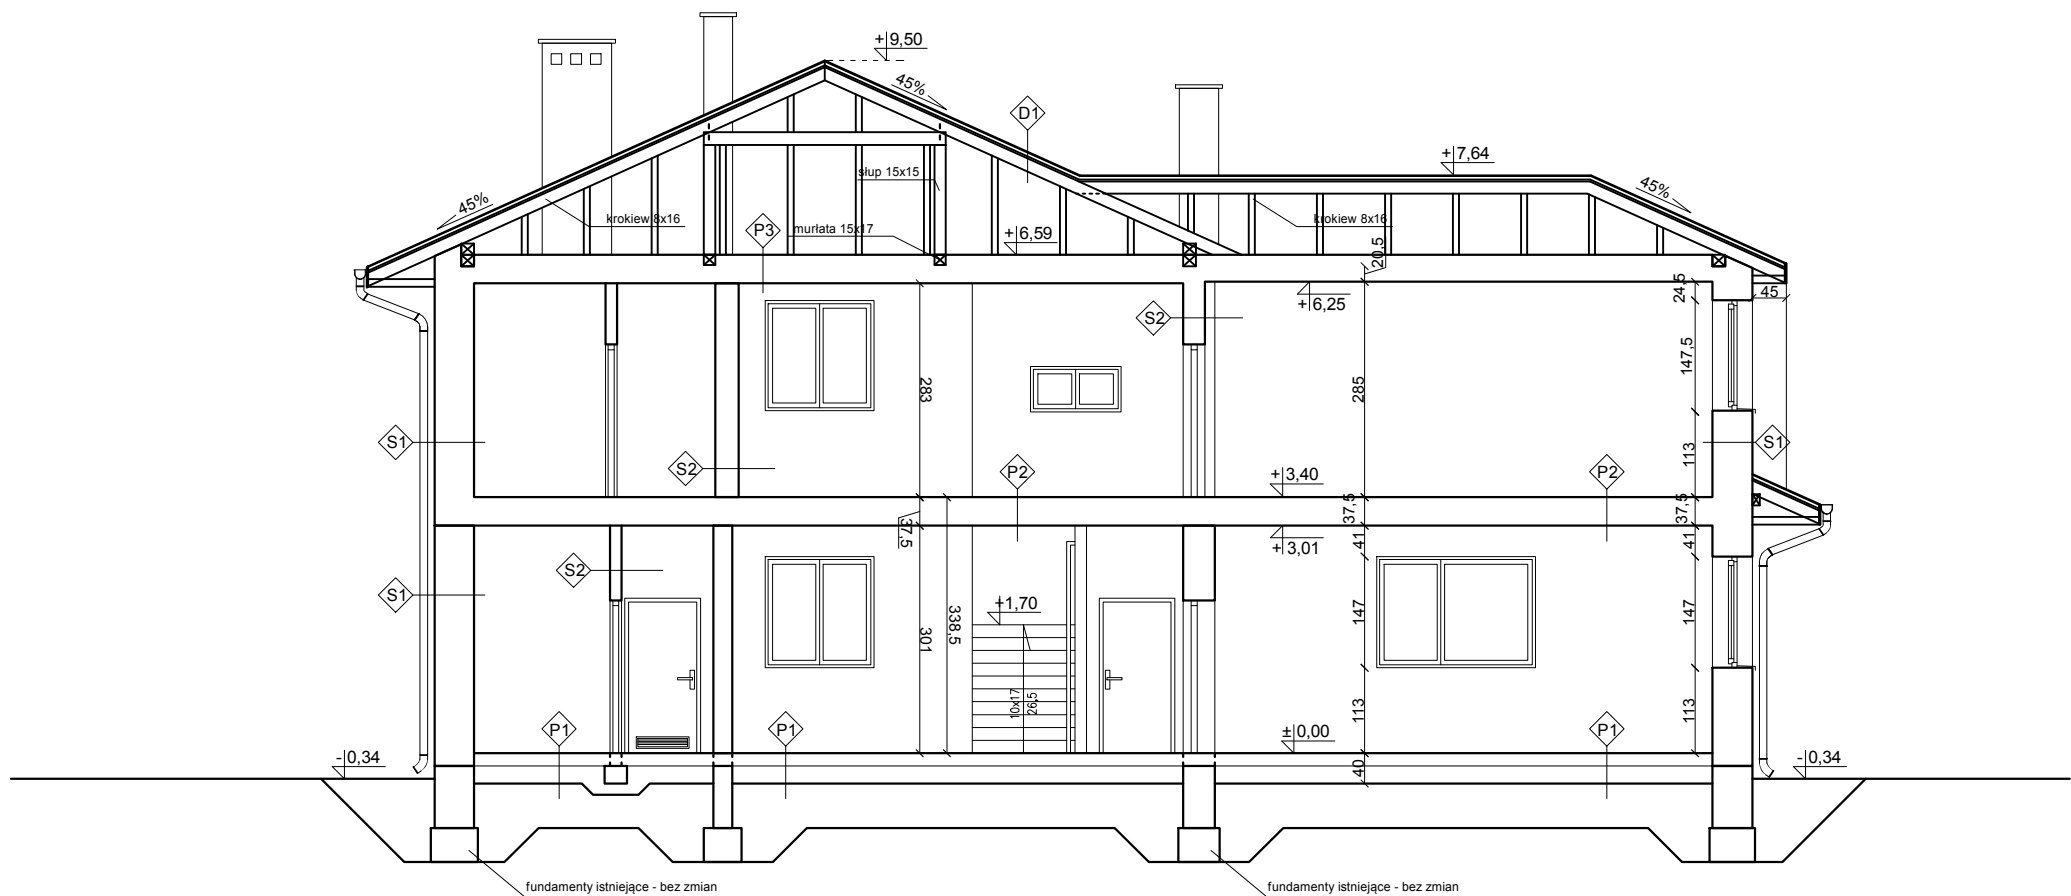 +9,50
45%
D1
+7,64
45%
45%
słup 15x15
krokiew 8x16
P3
murłata 15x17
+6,59
krokiew 8x16
20,5
24,5
45
+6,25
S2
147,5
283
285
S1
S2
P2
+3,40
P2
113
S1
37,5
37,5
37,5
+3,01
41
41
S2
S1
+1,70
301
338,5
147
147
10x17
26,5
113
113
P1
P1
±0,00
P1
-0,34
40
-0,34
fundamenty istniejące - bez zmian
fundamenty istniejące - bez zmian